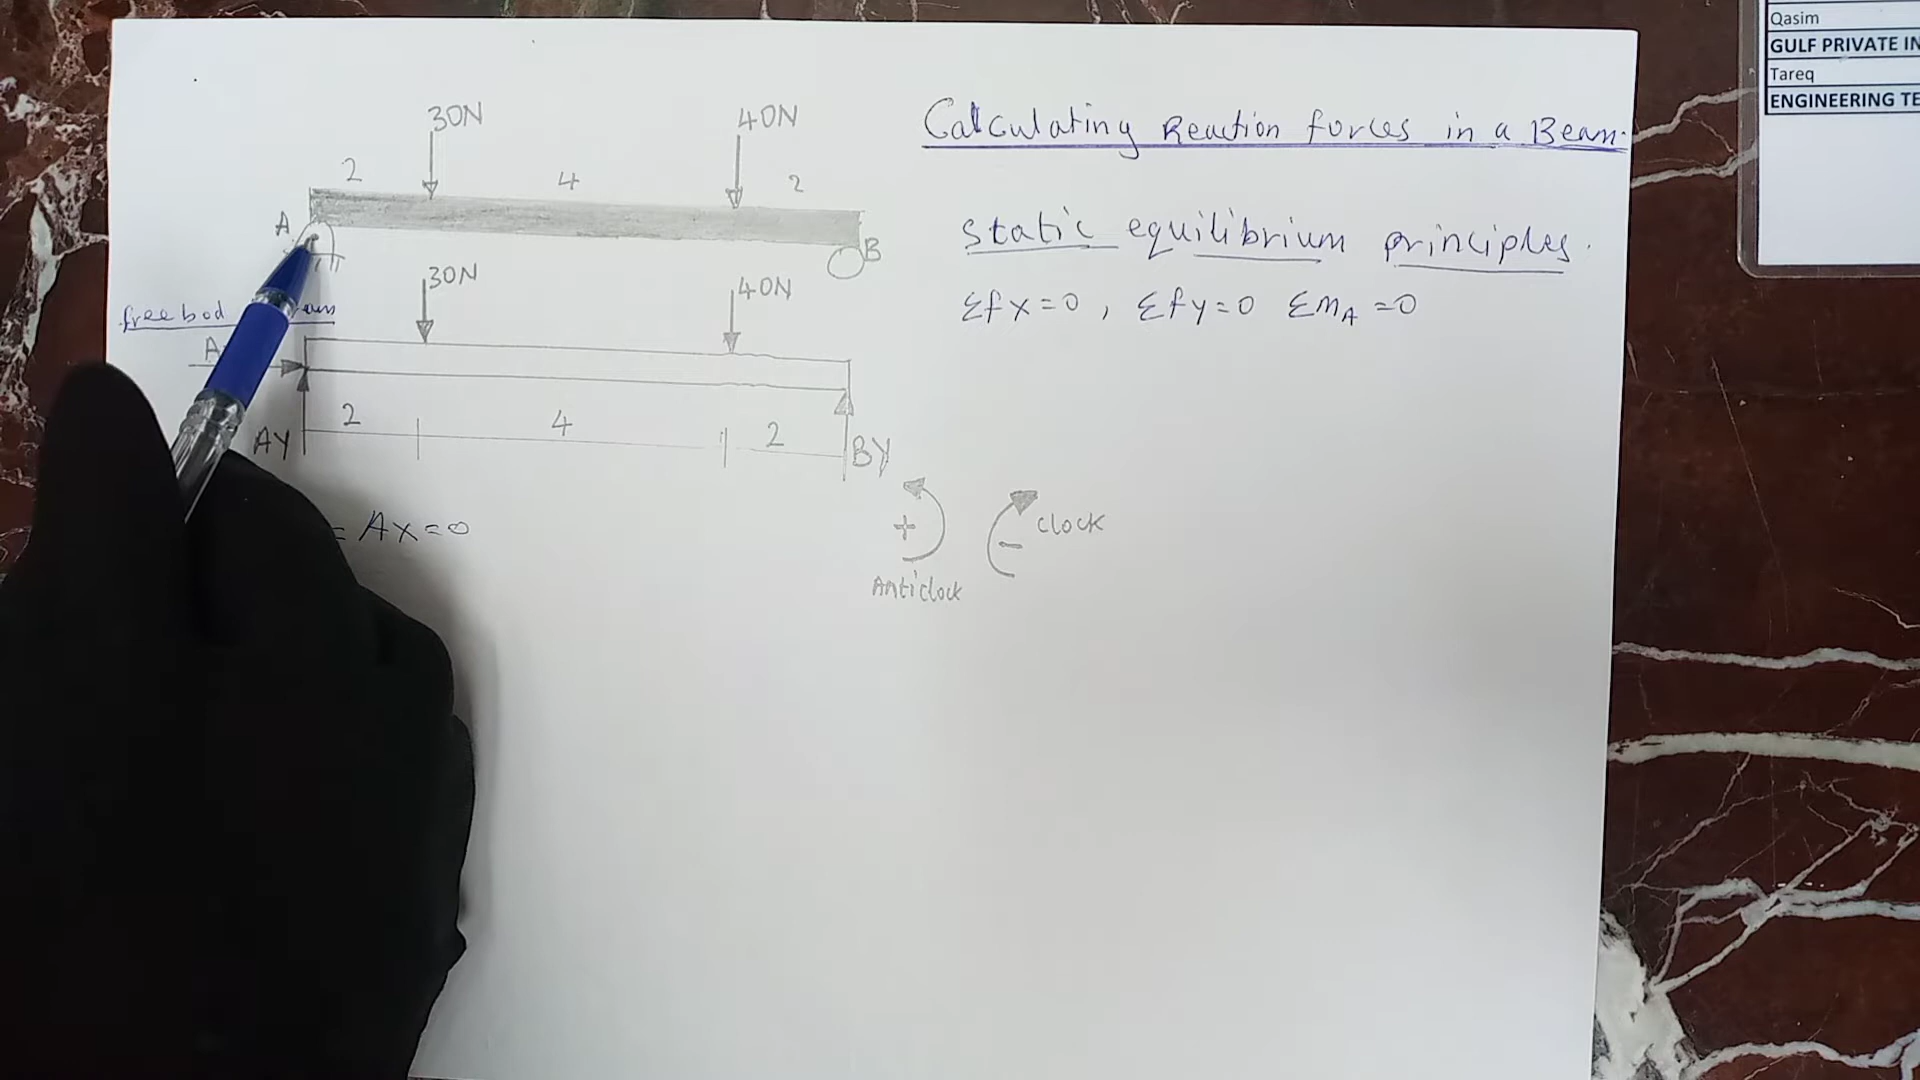 Calculating Reaction forces in a Beam.
30N
40N
2
4
2
A
B
static equilibrium principles.
Σfx=0, Σfy=0 ΣmA=0
30N
40N
2
4
2
AY
BY
= Ax=0
+
Anticlock
-
clock
Qasim
GULF PRIVATE IN
Tareq
ENGINEERING TE